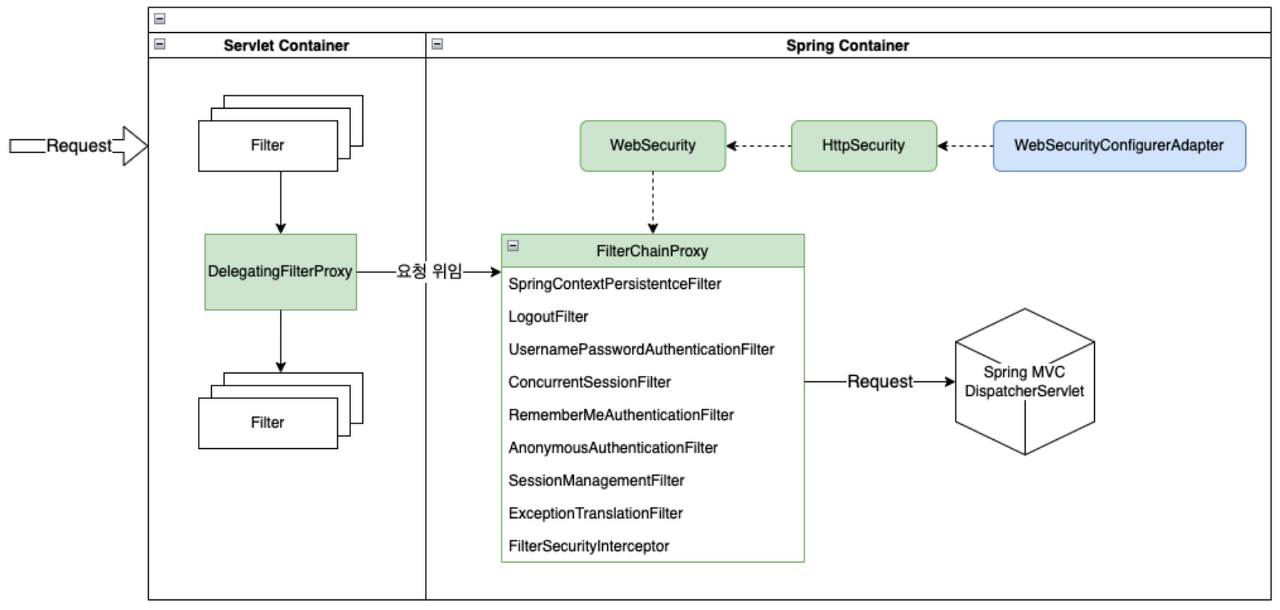 Servlet Container
Spring Container
Request
Filter
WebSecurity
HttpSecurity
WebSecurityConfigurerAdapter
DelegatingFilterProxy
요청 위임
FilterChainProxy
SpringContextPersistentceFilter
LogoutFilter
UsernamePasswordAuthenticationFilter
ConcurrentSessionFilter
RememberMeAuthenticationFilter
AnonymousAuthenticationFilter
SessionManagementFilter
ExceptionTranslationFilter
FilterSecurityInterceptor
Request
Spring MVC
DispatcherServlet
Filter